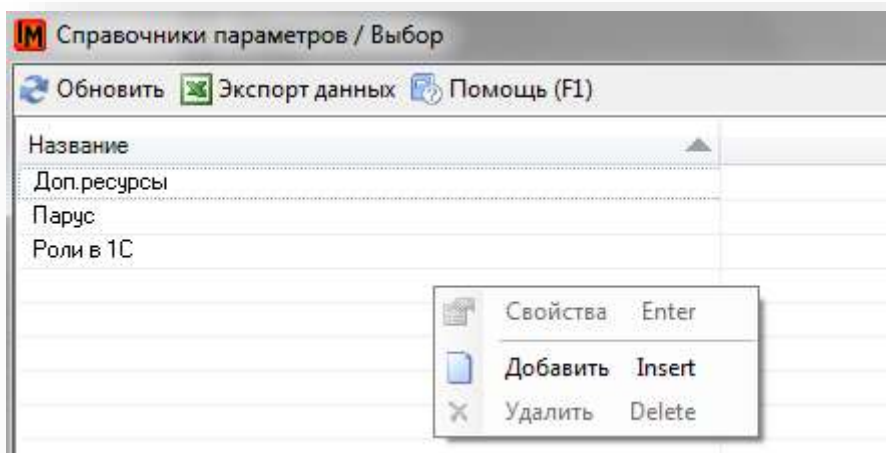 IM Справочники параметров / Выбор
Обновить Экспорт данных Помощь (F1)
Название
Доп.ресурсы
Парус
Роли в 1С
Свойства Enter
Добавить Insert
Удалить Delete